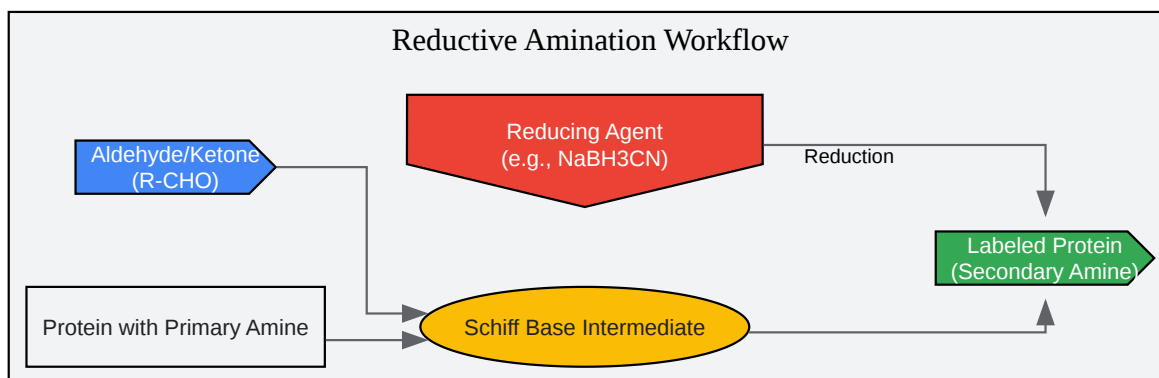 Reductive Amination Workflow
Aldehyde/Ketone
(R-CHO)
Reducing Agent
(e.g., NaBH3CN)
Reduction
Labeled Protein
(Secondary Amine)
Protein with Primary Amine
Schiff Base Intermediate